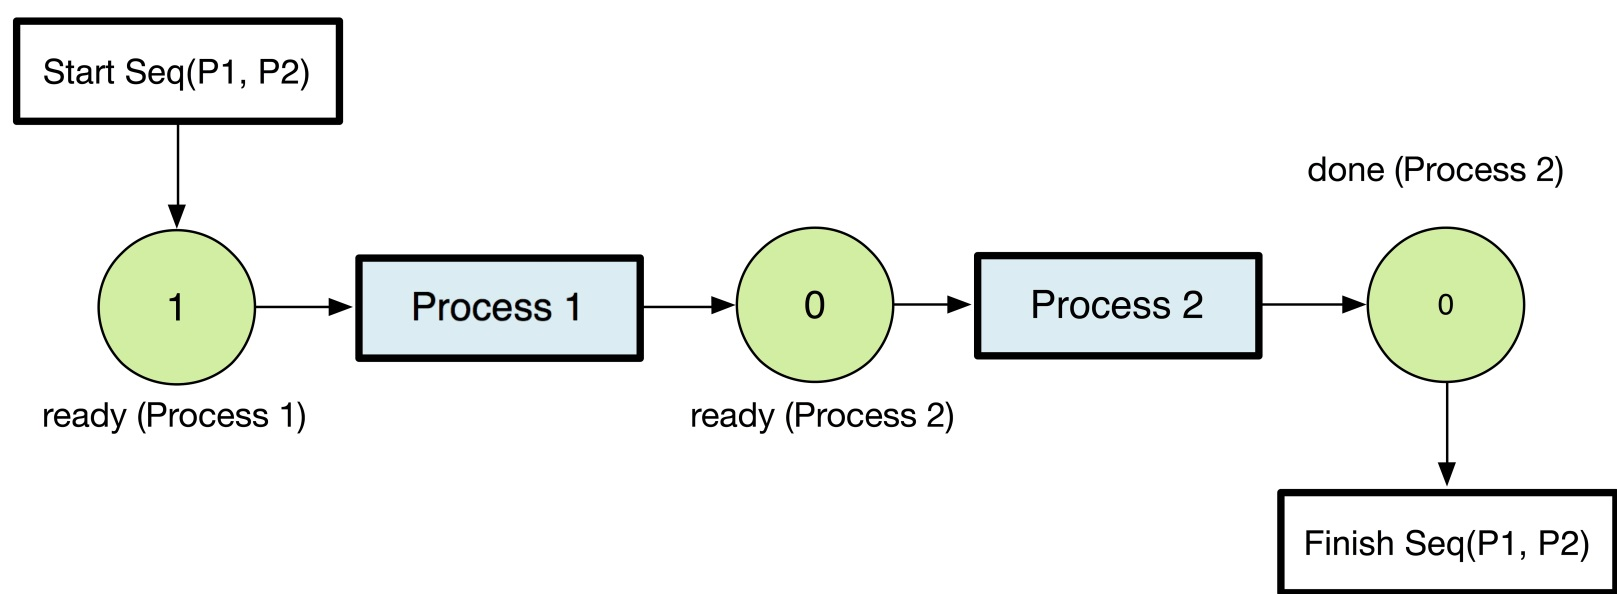 Start Seq(P1, P2)
done (Process 2)
1
Process 1
0
Process 2
0
ready (Process 1)
ready (Process 2)
Finish Seq(P1, P2)